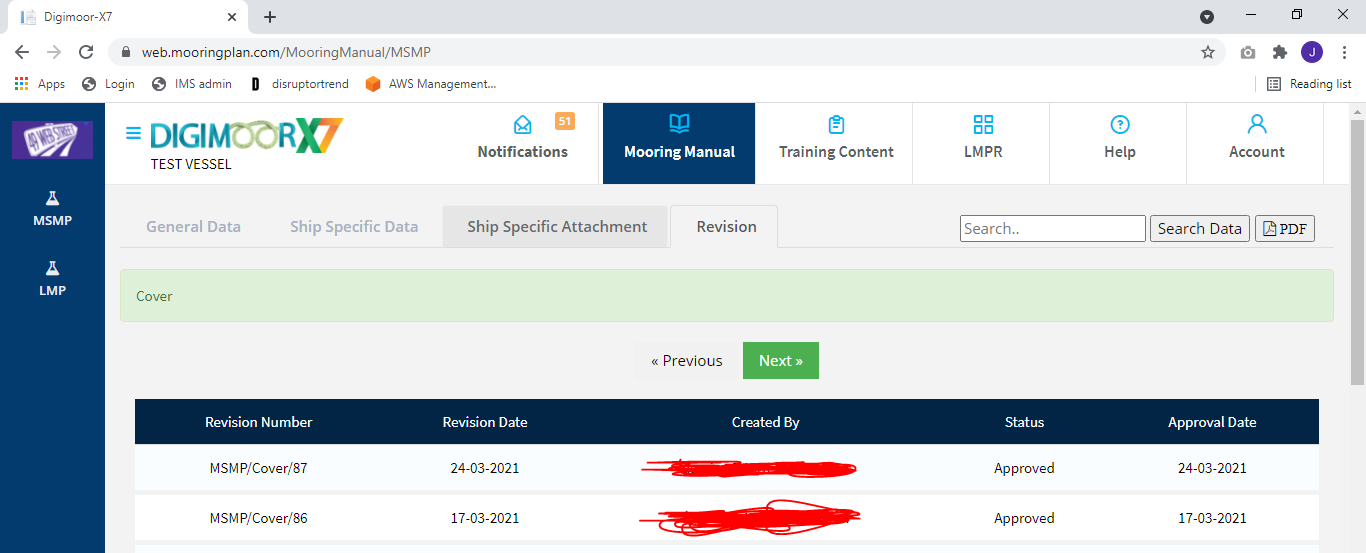 Digimoor-X7
web.mooringplan.com/MooringManual/MSMP
J
Apps Login IMS admin D disruptortrend AWS Management... Reading list
49 WEB STREET
DIGIMOORX7
TEST VESSEL
Notifications 51
Mooring Manual
Training Content
LMPR
Help
Account
MSMP
LMP
General Data Ship Specific Data Ship Specific Attachment Revision
Search.. Search Data PDF
Cover
« Previous Next »
Revision Number Revision Date Created By Status Approval Date
MSMP/Cover/87 24-03-2021 Approved 24-03-2021
MSMP/Cover/86 17-03-2021 Approved 17-03-2021